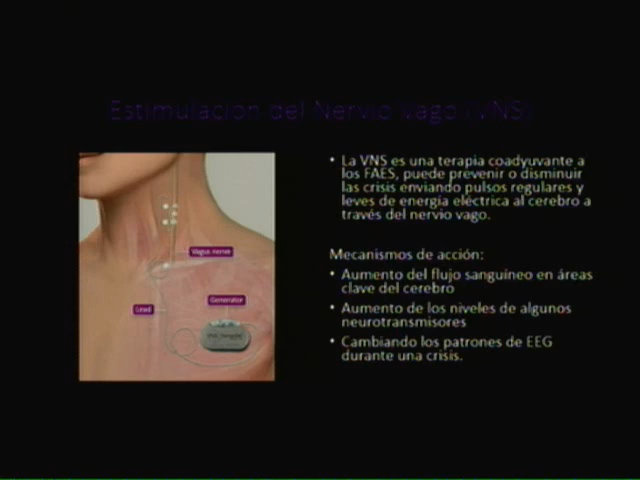 Estimulación del Nervio vago (VNS)
• La VNS es una terapia coadyuvante a
los FAES, puede prevenir o disminuir
las crisis enviando pulsos regulares y
leves de energía eléctrica al cerebro a
través del nervio vago.
Vagus nerve
Generator
Lead
Mecanismos de acción:
• Aumento del flujo sanguíneo en áreas
clave del cerebro
• Aumento de los niveles de algunos
neurotransmisores
• Cambiando los patrones de EEG
durante una crisis.